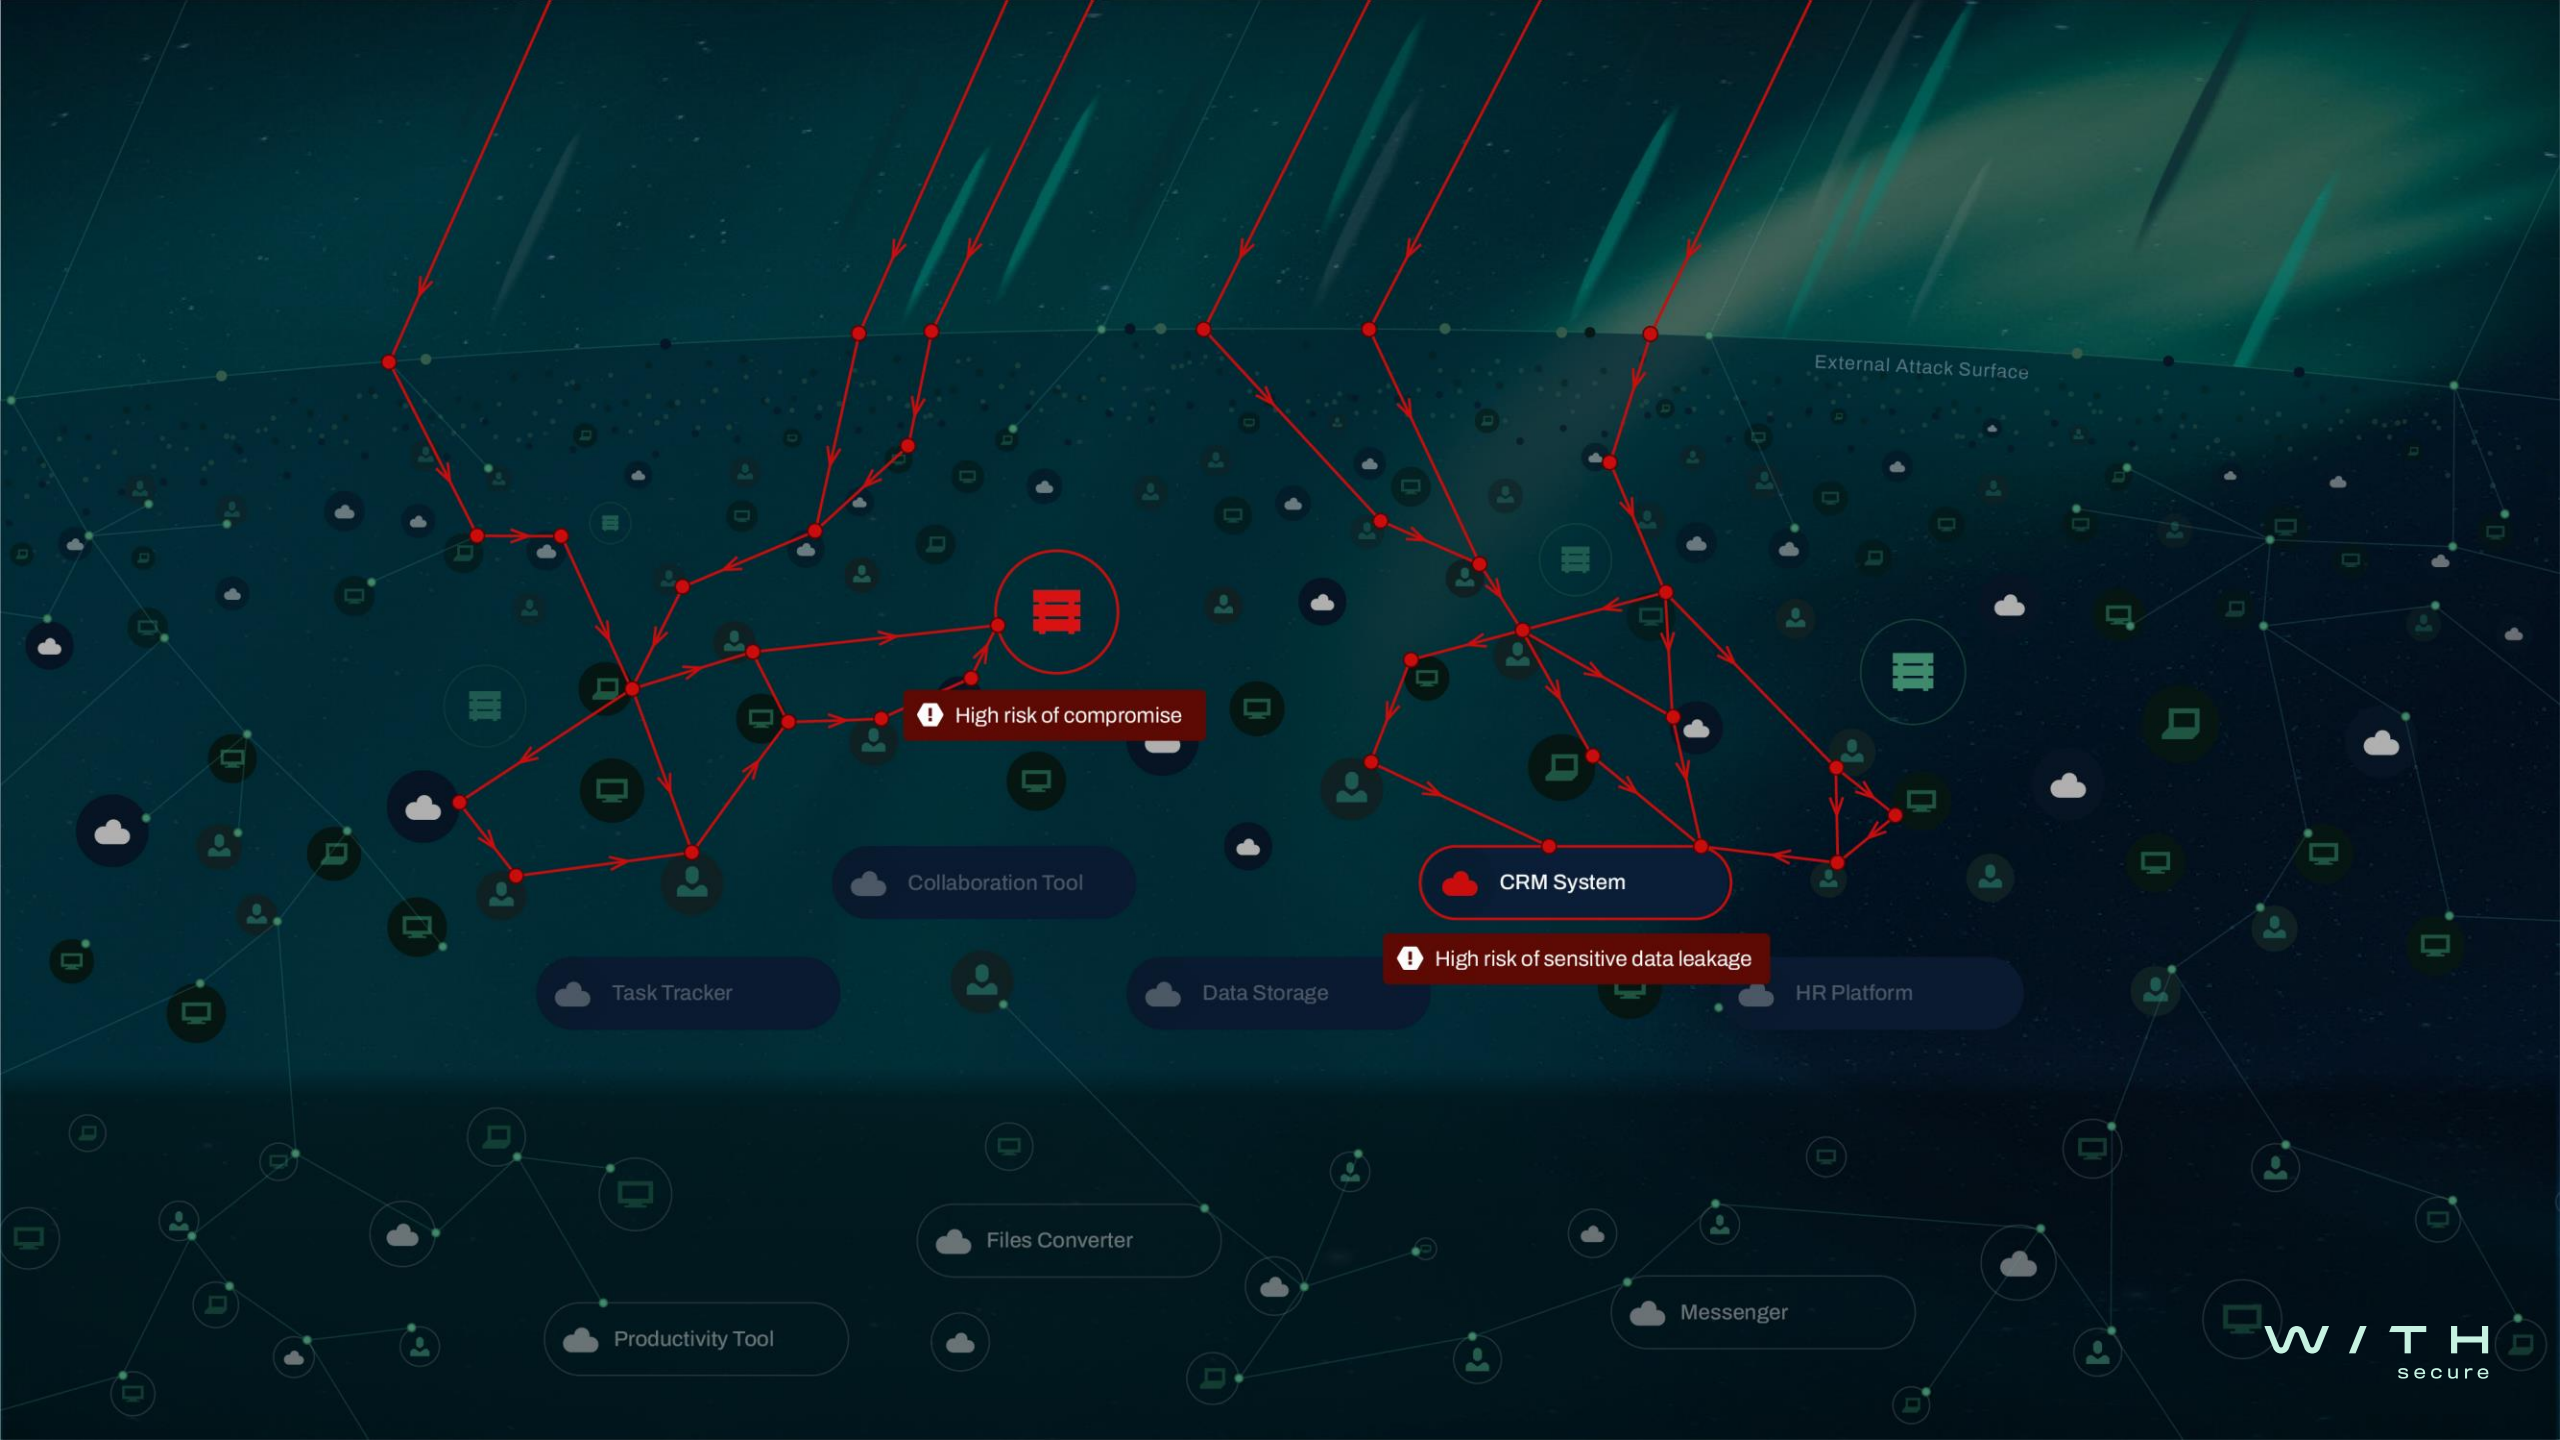 External Attack Surface
High risk of compromise
Collaboration Tool
CRM System
High risk of sensitive data leakage
Task Tracker
Data Storage
HR Platform
Files Converter
Messenger
Productivity Tool
W/TH
secure